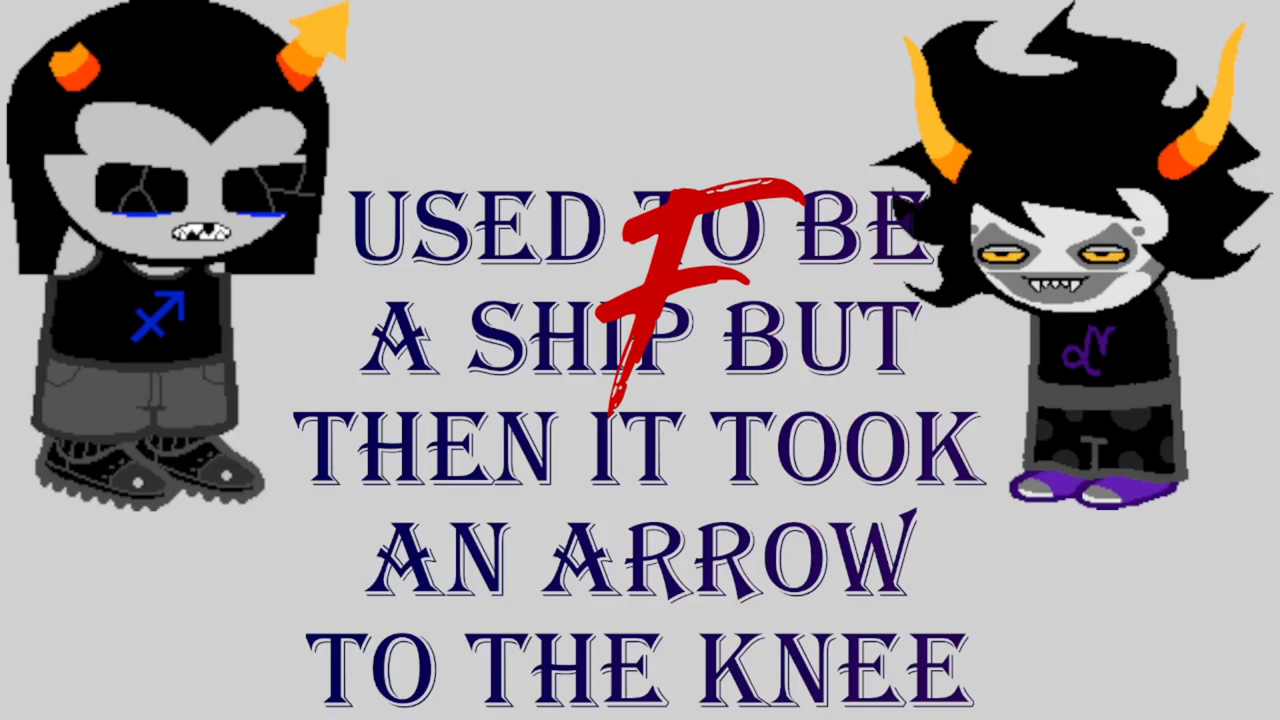 USED TO BE
F
A SHIP BUT
THEN IT TOOK
AN ARROW
TO THE KNEE